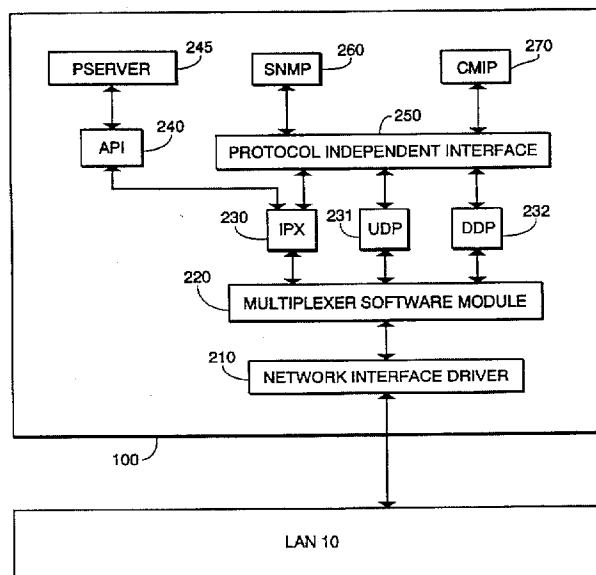 245
260
270
PSERVER
SNMP
CMIP
240
250
API
PROTOCOL INDEPENDENT INTERFACE
230
231
232
IPX
UDP
DDP
220
MULTIPLEXER SOFTWARE MODULE
210
NETWORK INTERFACE DRIVER
100
LAN 10